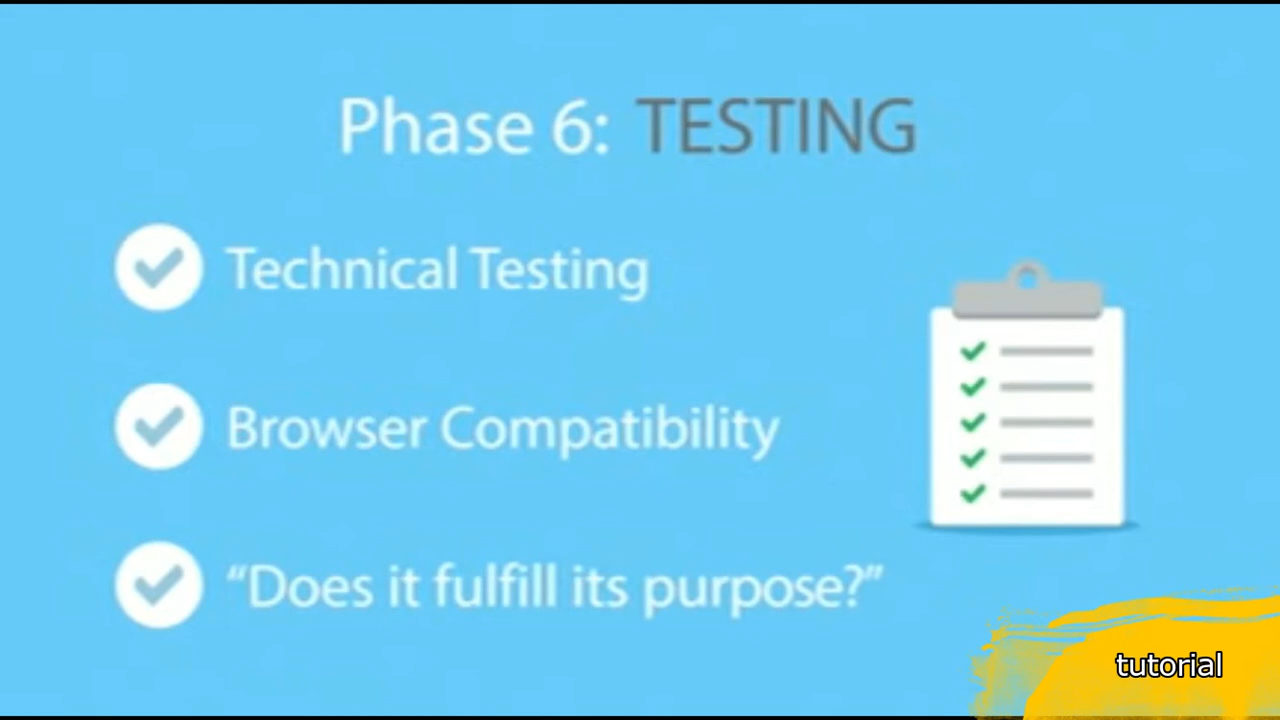 Phase 6: TESTING
Technical Testing
Browser Compatibility
“Does it fulfill its purpose?”
tutorial